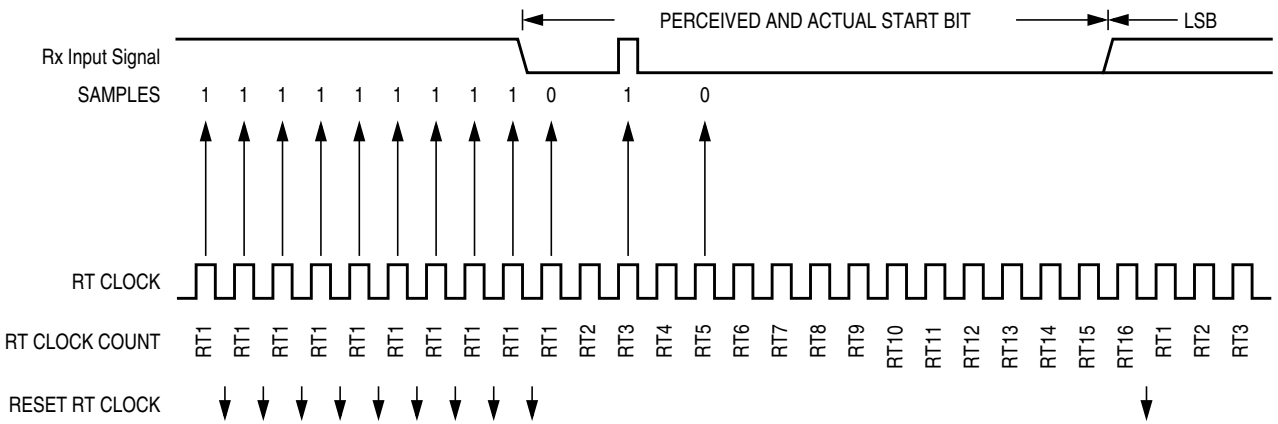 PERCEIVED AND ACTUAL START BIT LSB
Rx Input Signal
SAMPLES 1 1 1 1 1 1 1 1 1 0 1 0
RT CLOCK
RT CLOCK COUNT RT1 RT1 RT1 RT1 RT1 RT1 RT1 RT1 RT1 RT1 RT2 RT3 RT4 RT5 RT6 RT7 RT8 RT9 RT10 RT11 RT12 RT13 RT14 RT15 RT16 RT1 RT2 RT3
RESET RT CLOCK